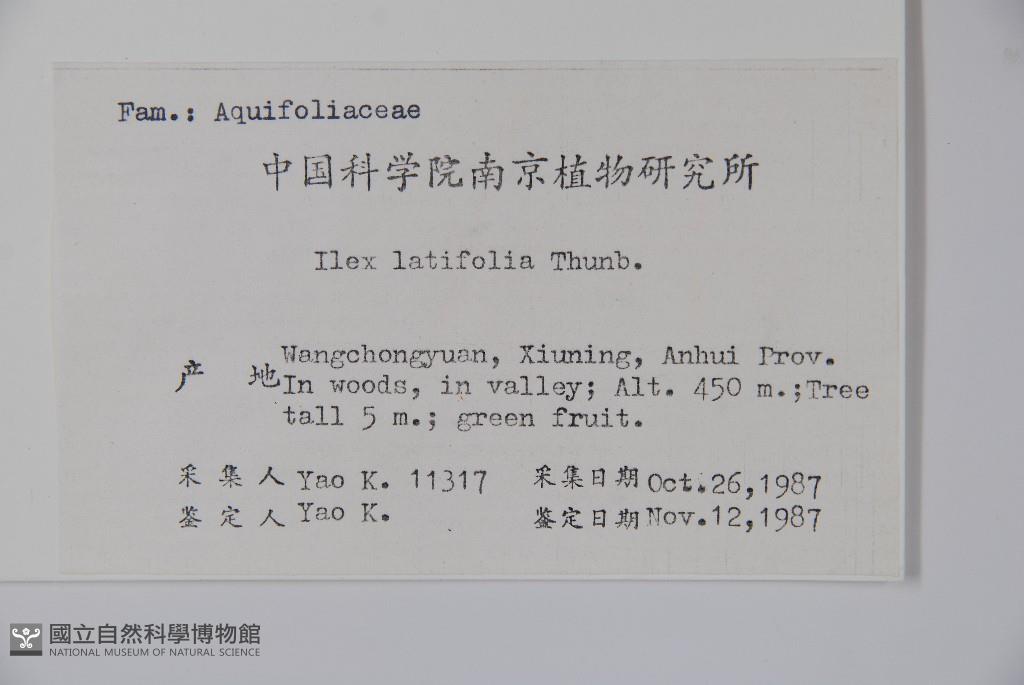 Fam.: Aquifoliaceae
中国科学院南京植物研究所
Ilex latifolia Thunb.
产 地 Wangchongyuan, Xiuning, Anhui Prov.
In woods, in valley; Alt. 450 m.;Tree
tall 5 m.; green fruit.
采 集 人 Yao K. 11317 采集日期 Oct.26,1987
鉴 定 人 Yao K. 鉴定日期 Nov.12,1987
國立自然科學博物館
NATIONAL MUSEUM OF NATURAL SCIENCE